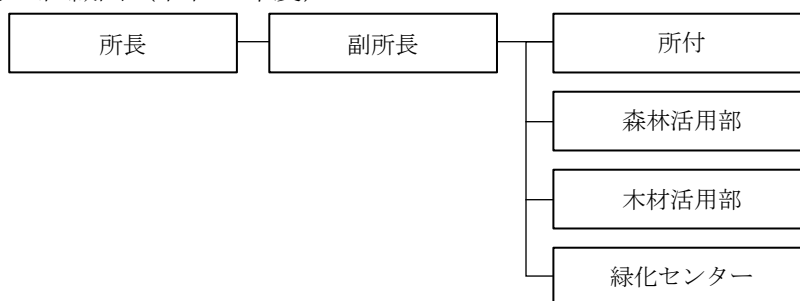 所長
副所長
所付
森林活用部
木材活用部
緑化センター